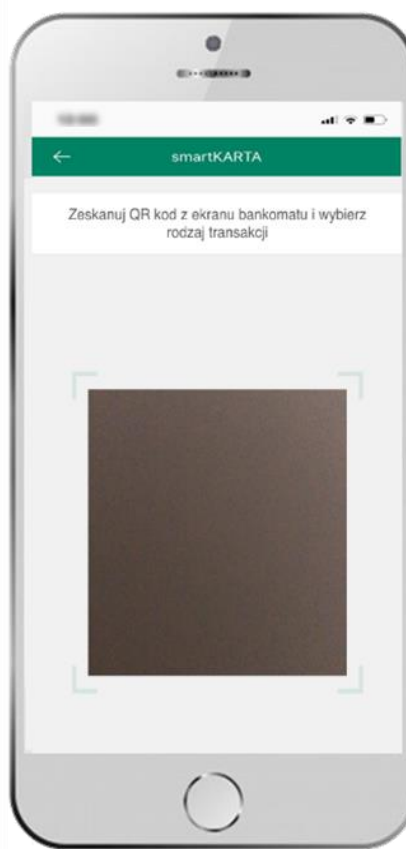 smartKARTA
Zeskanuj QR kod z ekranu bankomatu i wybierz
rodzaj transakcji